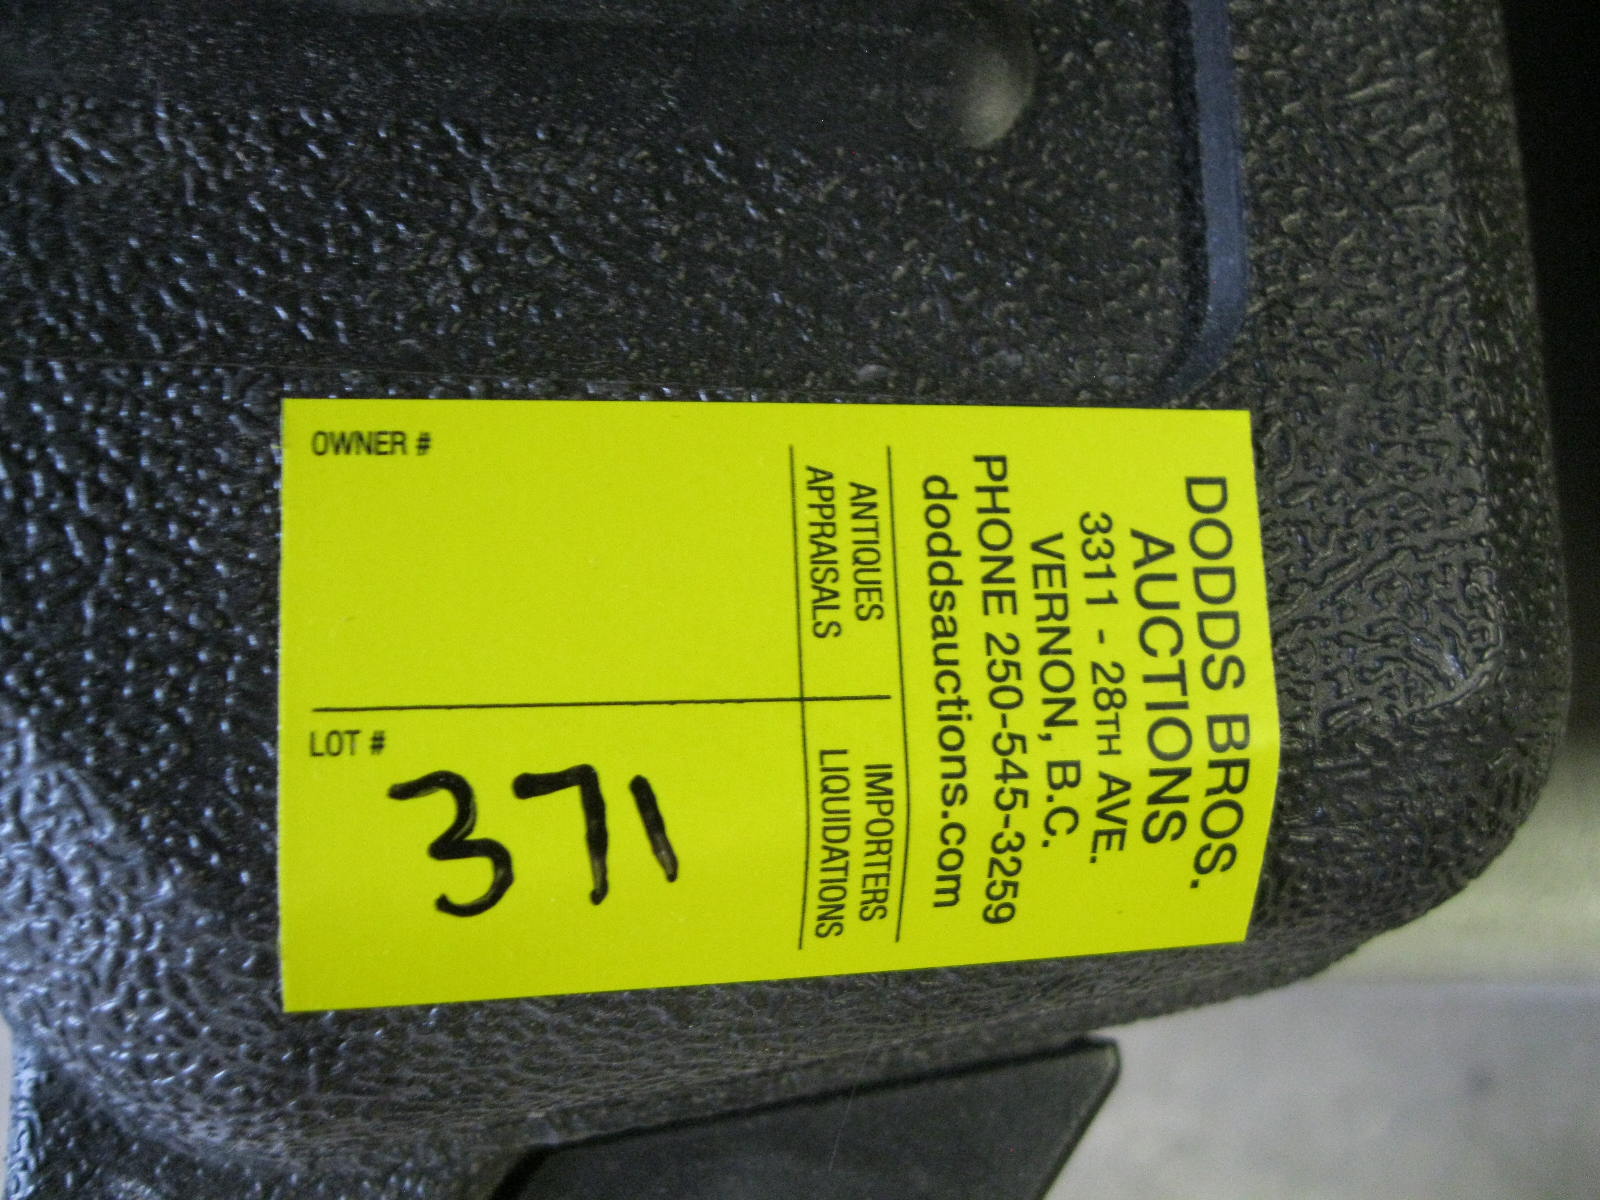 DODDS BROS.
AUCTIONS
3311 - 28TH AVE.
VERNON, B.C.
PHONE 250-545-3259
doddsauctions.com
ANTIQUES
APPRAISALS
IMPORTERS
LIQUIDATIONS
OWNER #
LOT #
371